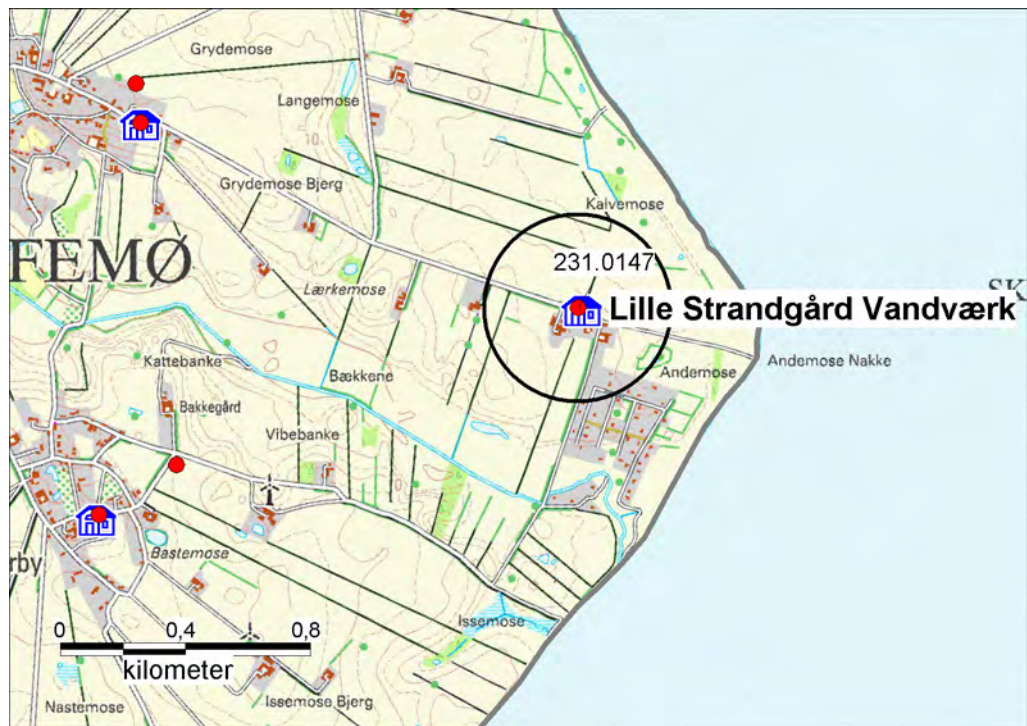 Grydemose
Langemose
Grydemose Bjerg
Kalvemose
10
231.0147
FEMØ
SK
Lærkemose
Lille Strandgård Vandværk
Kattebanke
Bækkene
Andemose
Andemose Nakke
Bakkegård
Vibebanke
Bastemose
rby
0 0,4 0,8
kilometer
Issemose
Issemose Bjerg
Nastemose